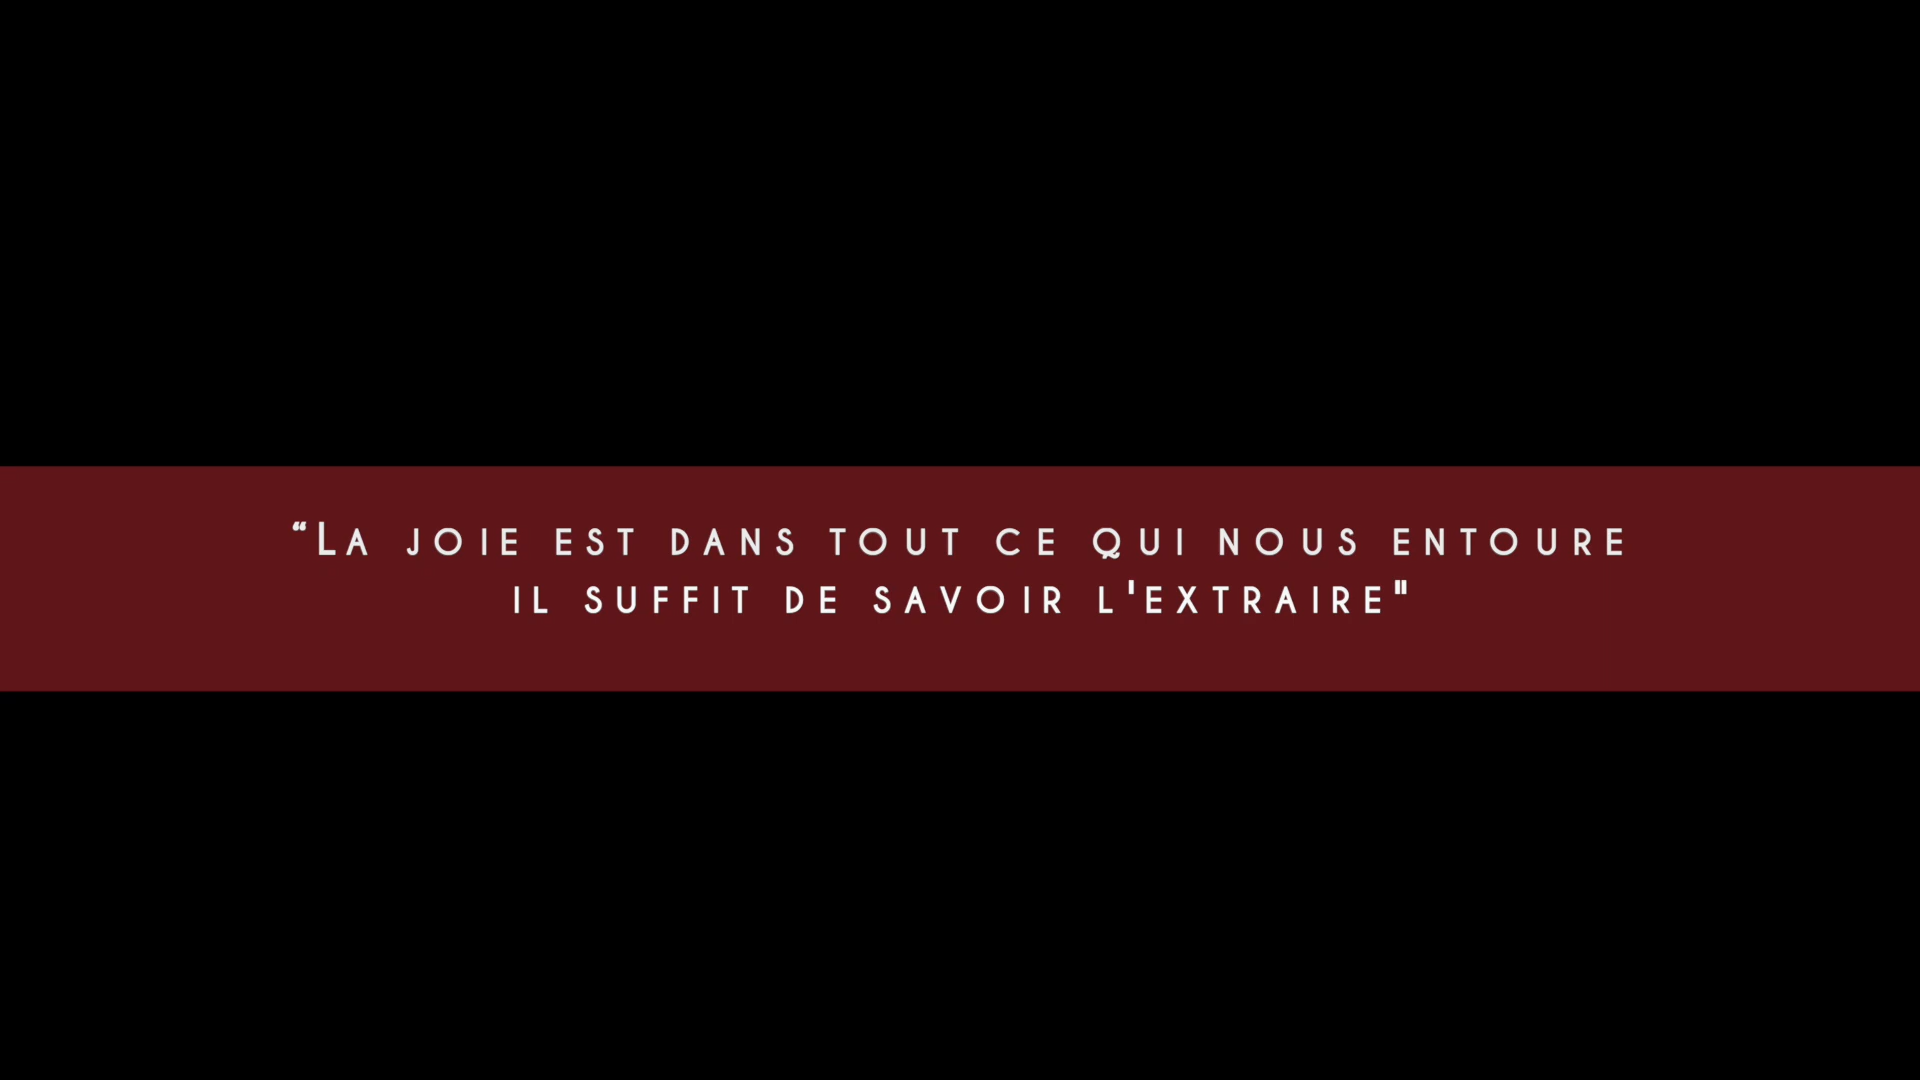 “La joie est dans tout ce qui nous entoure
il suffit de savoir l'extraire"